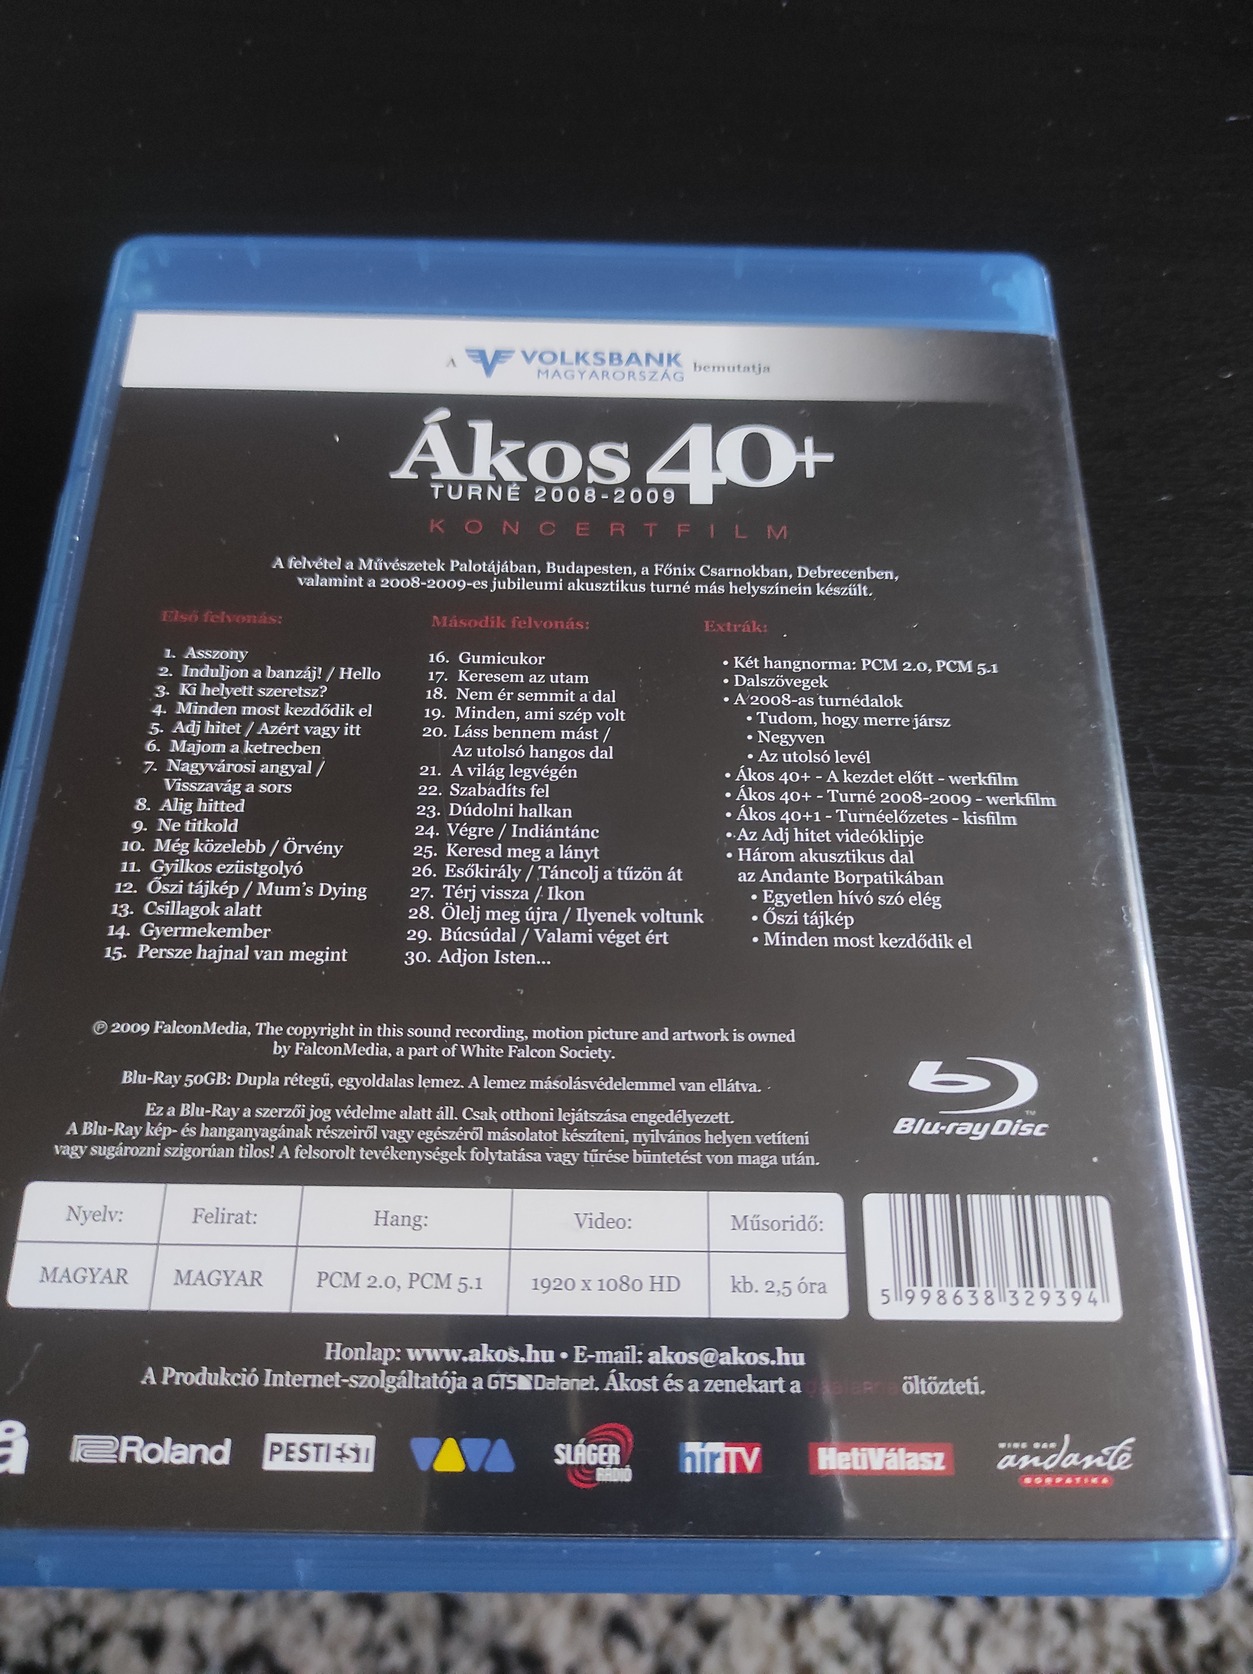 A VOLKSBANK MAGYARORSZÁG bemutatja
Ákos 40+
TURNÉ 2008-2009
KONCERTFILM
A felvétel a Művészetek Palotájában, Budapesten, a Főnix Csarnokban, Debrecenben,
valamint a 2008-2009-es jubileumi akusztikus turné más helyszínein készült.
Első felvonás:
1. Asszony
2. Induljon a banzáj! / Hello
3. Ki helyett szeretsz?
4. Minden most kezdődik el
5. Adj hitet / Azért vagy itt
6. Majom a ketrecben
7. Nagyvárosi angyal /
Visszavág a sors
8. Alig hitted
9. Ne titkold
10. Még közelebb / Örvény
11. Gyilkos ezüstgolyó
12. Őszi tájkép / Mum's Dying
13. Csillagok alatt
14. Gyermekember
15. Persze hajnal van megint
Második felvonás:
16. Gumicukor
17. Keresem az utam
18. Nem ér semmit a dal
19. Minden, ami szép volt
20. Láss bennem mást /
Az utolsó hangos dal
21. A világ legvégén
22. Szabadíts fel
23. Dúdolni halkan
24. Végre / Indiántánc
25. Keresd meg a lányt
26. Esőkirály / Táncolj a tűzön át
27. Térj vissza / Ikon
28. Ölelj meg újra / Ilyenek voltunk
29. Búcsúdal / Valami véget ért
30. Adjon Isten...
Extrák:
• Két hangnorma: PCM 2.0, PCM 5.1
• Dalszövegek
• A 2008-as turnédalok
• Tudom, hogy merre jársz
• Negyven
• Az utolsó levél
• Ákos 40+ - A kezdet előtt - werkfilm
• Ákos 40+ - Turné 2008-2009 - werkfilm
• Ákos 40+1 - Turnéelőzetes - kisfilm
• Az Adj hitet videóklipje
• Három akusztikus dal
az Andante Borpatikában
• Egyetlen hívó szó elég
• Őszi tájkép
• Minden most kezdődik el
℗ 2009 FalconMedia, The copyright in this sound recording, motion picture and artwork is owned
by FalconMedia, a part of White Falcon Society.
Blu-Ray 50GB: Dupla rétegű, egyoldalas lemez. A lemez másolásvédelemmel van ellátva.
Ez a Blu-Ray a szerzői jog védelme alatt áll. Csak otthoni lejátszása engedélyezett.
A Blu-Ray kép- és hanganyagának részeiről vagy egészéről másolatot készíteni, nyilvános helyen vetíteni
vagy sugározni szigorúan tilos! A felsorolt tevékenységek folytatása vagy tűrése büntetést von maga után.
Blu-ray Disc™
Nyelv: Felirat: Hang: Video: Műsoridő:
MAGYAR MAGYAR PCM 2.0, PCM 5.1 1920 x 1080 HD kb. 2,5 óra
5 998638 329394
Honlap: www.akos.hu • E-mail: akos@akos.hu
A Produkció Internet-szolgáltatója a GTS Datanet. Ákost és a zenekart a öltözteti.
å Roland PESTIEST VIVA SLÁGER RÁDIÓ hírTV HetiVálasz WINE BAR andante BORPATIKA